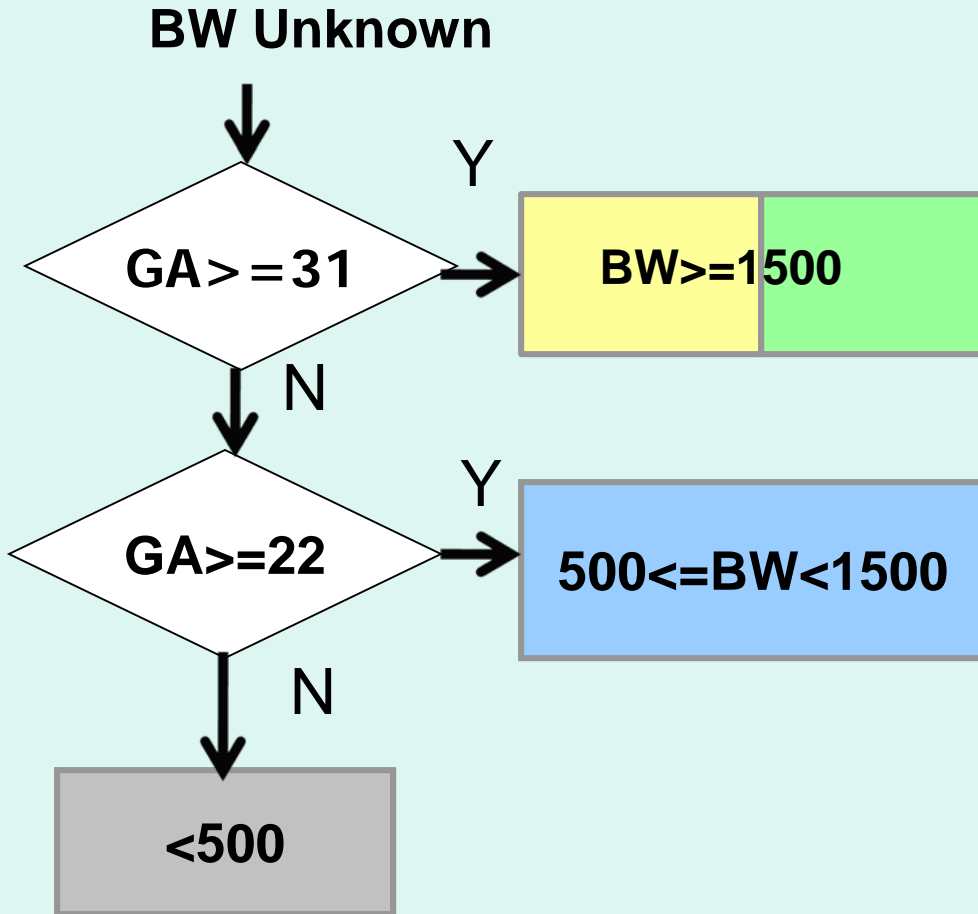 BW Unknown
Y
GA>=31
BW>=1500
N
Y
GA>=22
500<=BW<1500
N
<500